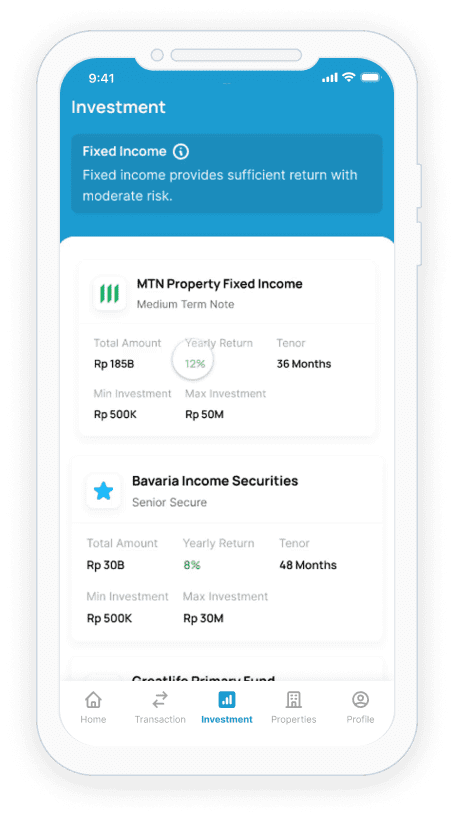 9:41
Investment
Fixed Income
Fixed income provides sufficient return with
moderate risk.
MTN Property Fixed Income
Medium Term Note
Total Amount Yearly Return Tenor
Rp 185B 12% 36 Months
Min Investment Max Investment
Rp 500K Rp 50M
Bavaria Income Securities
Senior Secure
Total Amount Yearly Return Tenor
Rp 30B 8% 48 Months
Min Investment Max Investment
Rp 500K Rp 30M
Greatlife Primary Fund
Home Transaction Investment Properties Profile